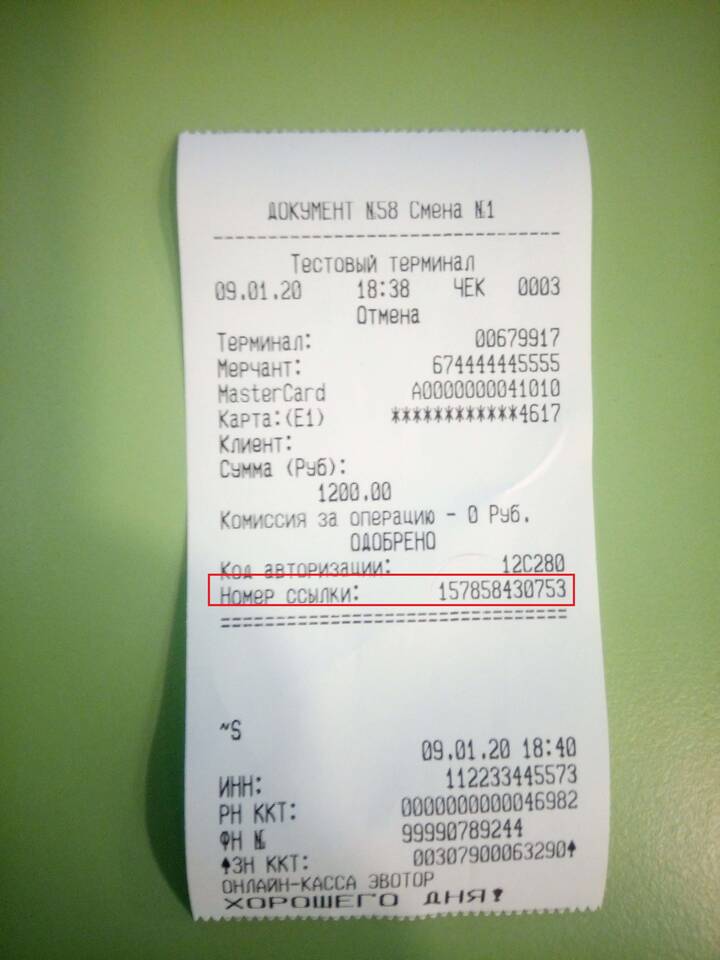 ДОКУМЕНТ №58 Смена №1
Тестовый терминал
09.01.20 18:38 ЧЕК 0003
Отмена
Терминал: 00679917
Мерчант: 674444445555
MasterCard A0000000041010
Карта:(E1) ************4617
Клиент:
Сумма (Руб):
1200.00
Комиссия за операцию - 0 Руб.
ОДОБРЕНО
Код авторизации: 12C280
Номер ссылки: 157858430753
~S
09.01.20 18:40
ИНН: 112233445573
РН ККТ: 0000000000046982
ФН № 99990789244
↑ЗН ККТ: 00307900063290↑
ОНЛАЙН-КАССА ЭВОТОР
ХОРОШЕГО ДНЯ!